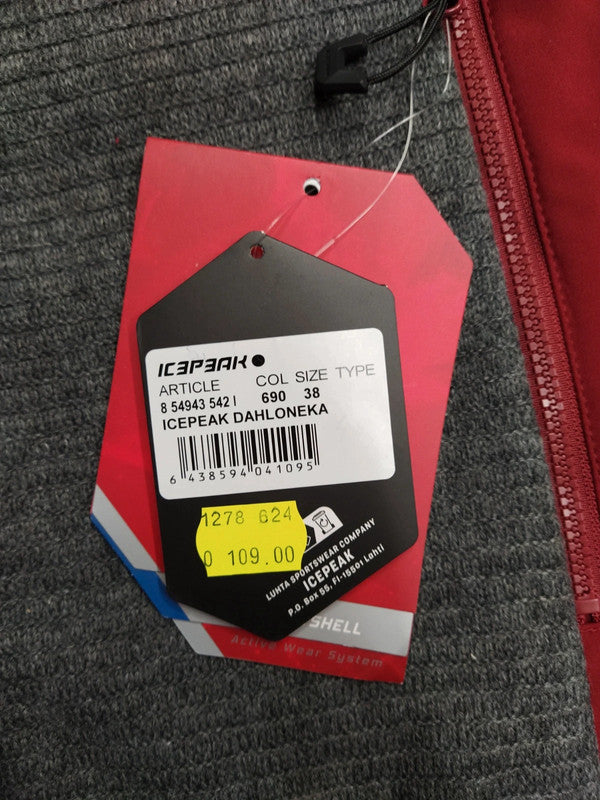 ICEPEAK
ARTICLE COL SIZE TYPE
8 54943 542 I 690 38
ICEPEAK DAHLONEKA
6 438594 041095
1278 624
0 109.00
LUHTA SPORTSWEAR COMPANY
ICEPEAK
P.O. Box 55, FI-15501 Lahti
SHELL
Active Wear System